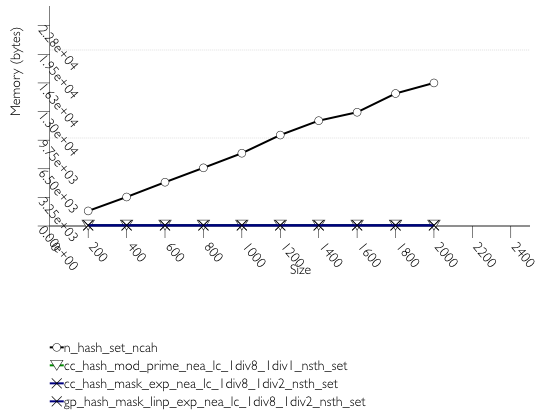 Memory (bytes)
2.28e+04
1.95e+04
1.63e+04
1.30e+04
9.75e+03
6.50e+03
3.25e+03
0.00e+00
0
200
400
600
800
1000
1200
1400
1600
1800
2000
2200
2400
Size
n_hash_set_ncah
cc_hash_mod_prime_nea_lc_1div8_1div1_nsth_set
cc_hash_mask_exp_nea_lc_1div8_1div2_nsth_set
gp_hash_mask_linp_exp_nea_lc_1div8_1div2_nsth_set